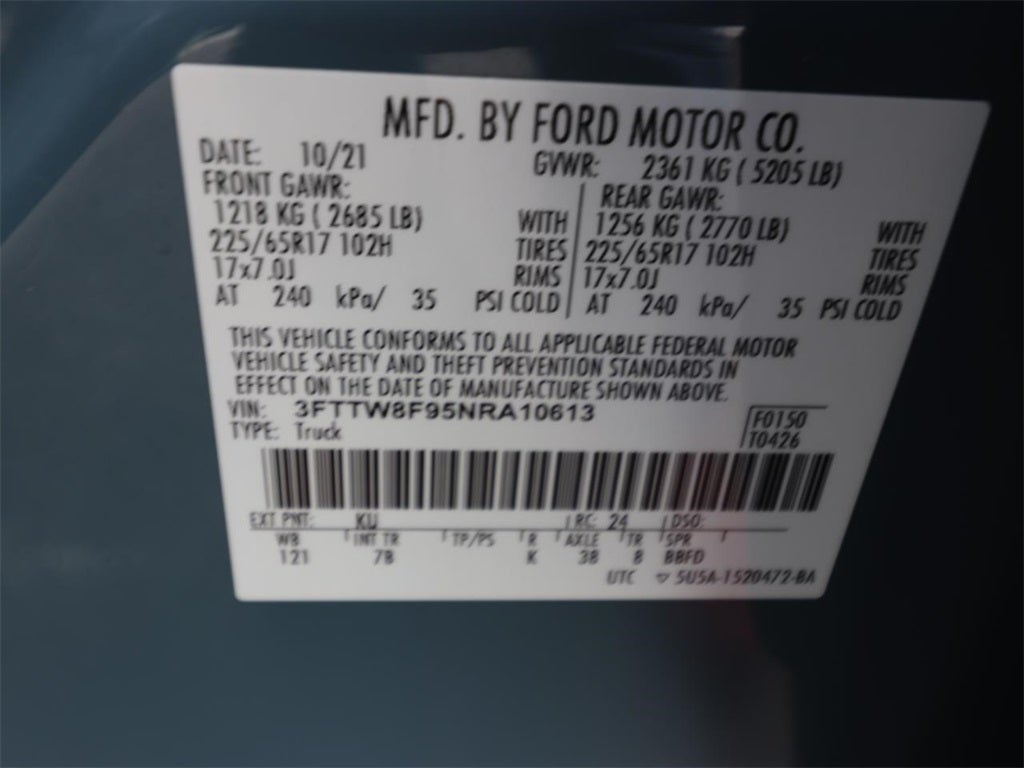 MFD. BY FORD MOTOR CO.
DATE: 10/21 GVWR: 2361 KG ( 5205 LB)
FRONT GAWR: REAR GAWR:
1218 KG ( 2685 LB) WITH 1256 KG ( 2770 LB) WITH
225/65R17 102H TIRES 225/65R17 102H TIRES
17x7.0J RIMS 17x7.0J RIMS
AT 240 kPa/ 35 PSI COLD AT 240 kPa/ 35 PSI COLD
THIS VEHICLE CONFORMS TO ALL APPLICABLE FEDERAL MOTOR
VEHICLE SAFETY AND THEFT PREVENTION STANDARDS IN
EFFECT ON THE DATE OF MANUFACTURE SHOWN ABOVE.
VIN: 3FTTW8F95NRA10613 F0150
TYPE: Truck T0426
EXT PNT: KU RC: 24 DSO:
WB INT TR TP/PS R AXLE TR SPR
121 7B K 38 8 BBFD
UTC 5U5A-1520472-BA